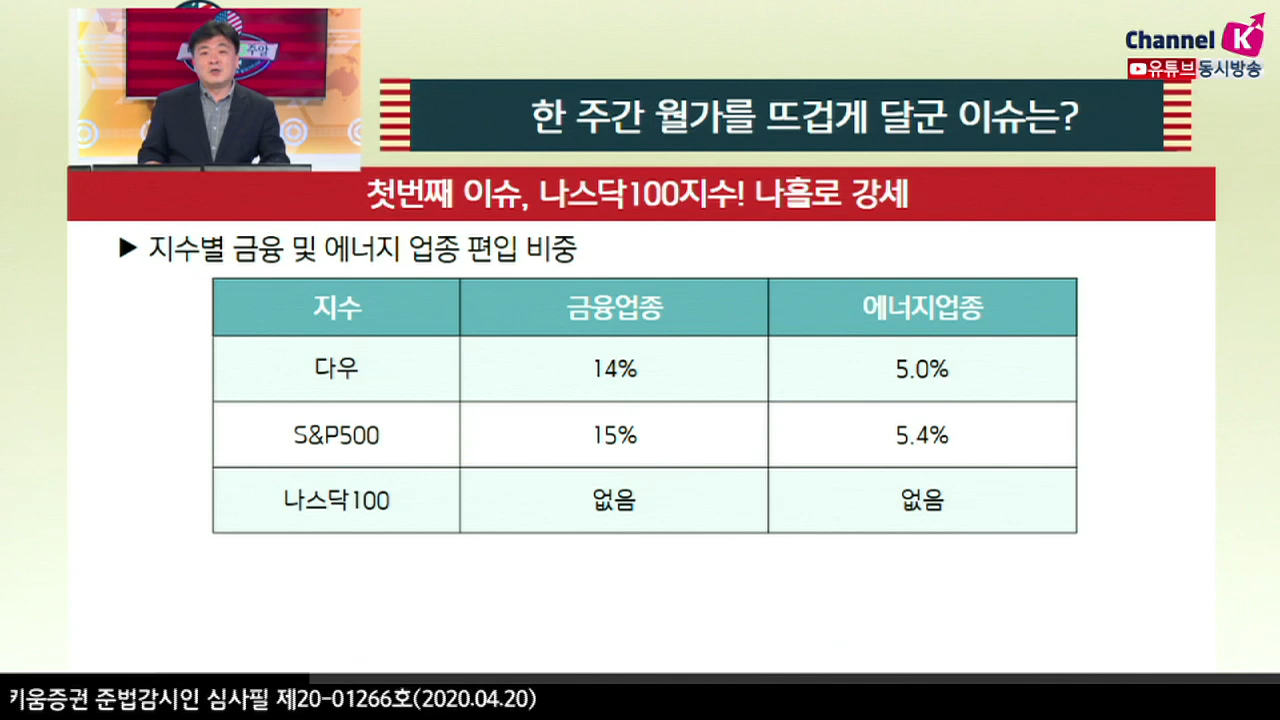 주말
Channel K
유튜브동시방송
한 주간 월가를 뜨겁게 달군 이슈는?
첫번째 이슈, 나스닥100지수! 나홀로 강세
▶ 지수별 금융 및 에너지 업종 편입 비중
지수 금융업종 에너지업종
다우 14% 5.0%
S&P500 15% 5.4%
나스닥100 없음 없음
키움증권 준법감시인 심사필 제20-01266호(2020.04.20)